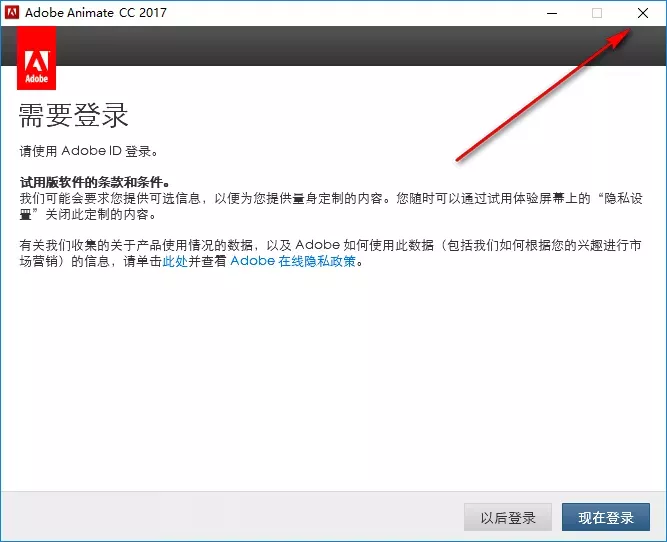 Adobe Animate CC 2017
Adobe
需要登录
请使用 Adobe ID 登录。
试用版软件的条款和条件。
我们可能会要求您提供可选信息，以便为您提供量身定制的内容。您随时可以通过试用体验屏幕上的“隐私设
置”关闭此定制的内容。
有关我们收集的关于产品使用情况的数据，以及 Adobe 如何使用此数据（包括我们如何根据您的兴趣进行市
场营销）的信息，请单击此处并查看 Adobe 在线隐私政策。
以后登录
现在登录